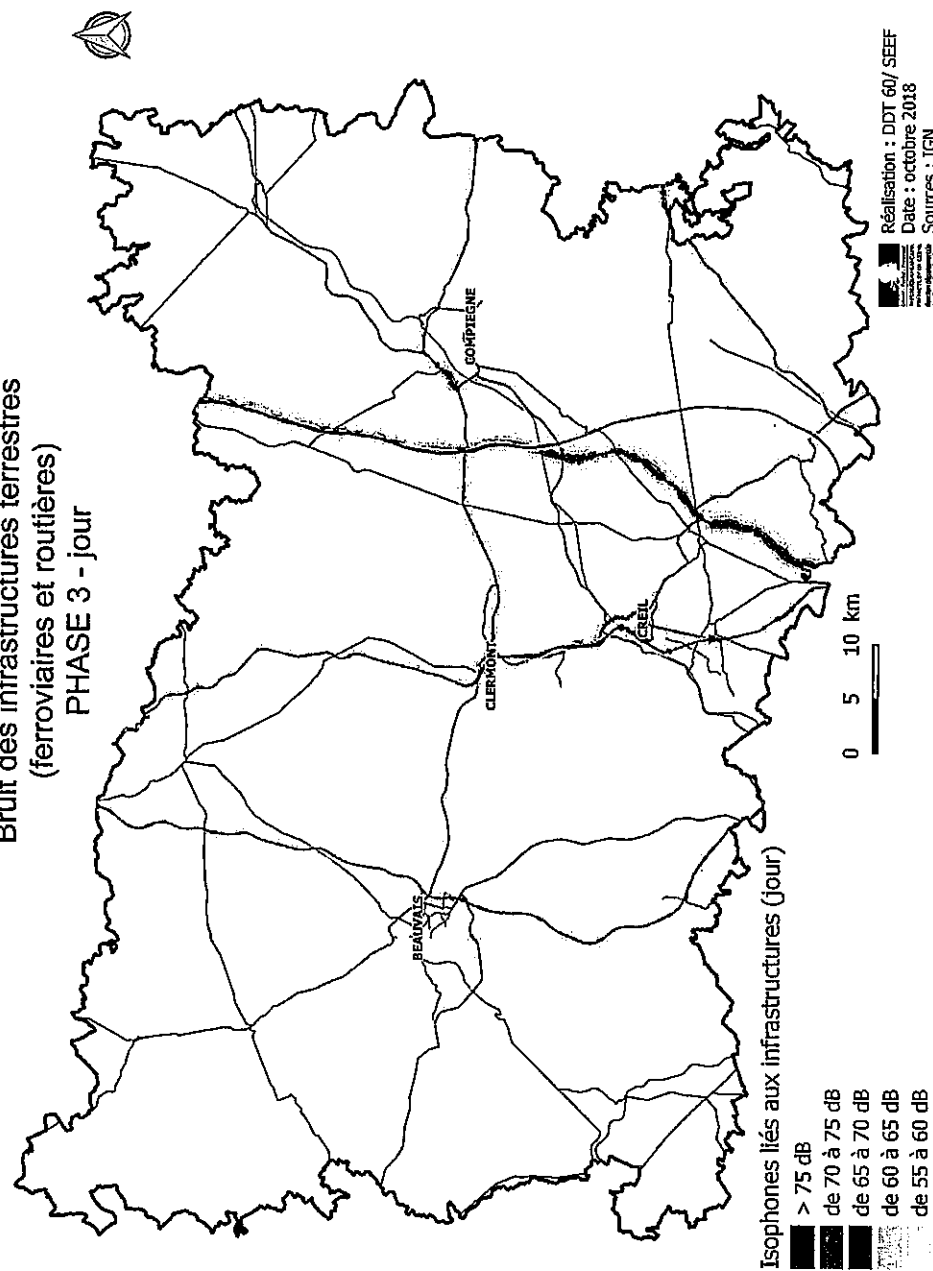 Bruit des infrastructures terrestres
(ferroviaires et routières)
PHASE 3 - jour
COMPIEGNE
CLERMONT
CREIL
BEAUVAIS
0 5 10 km
Isophones liés aux infrastructures (jour)
> 75 dB
de 70 à 75 dB
de 65 à 70 dB
de 60 à 65 dB
de 55 à 60 dB
Réalisation : DDT 60/ SEEF
Date : octobre 2018
Sources : IGN